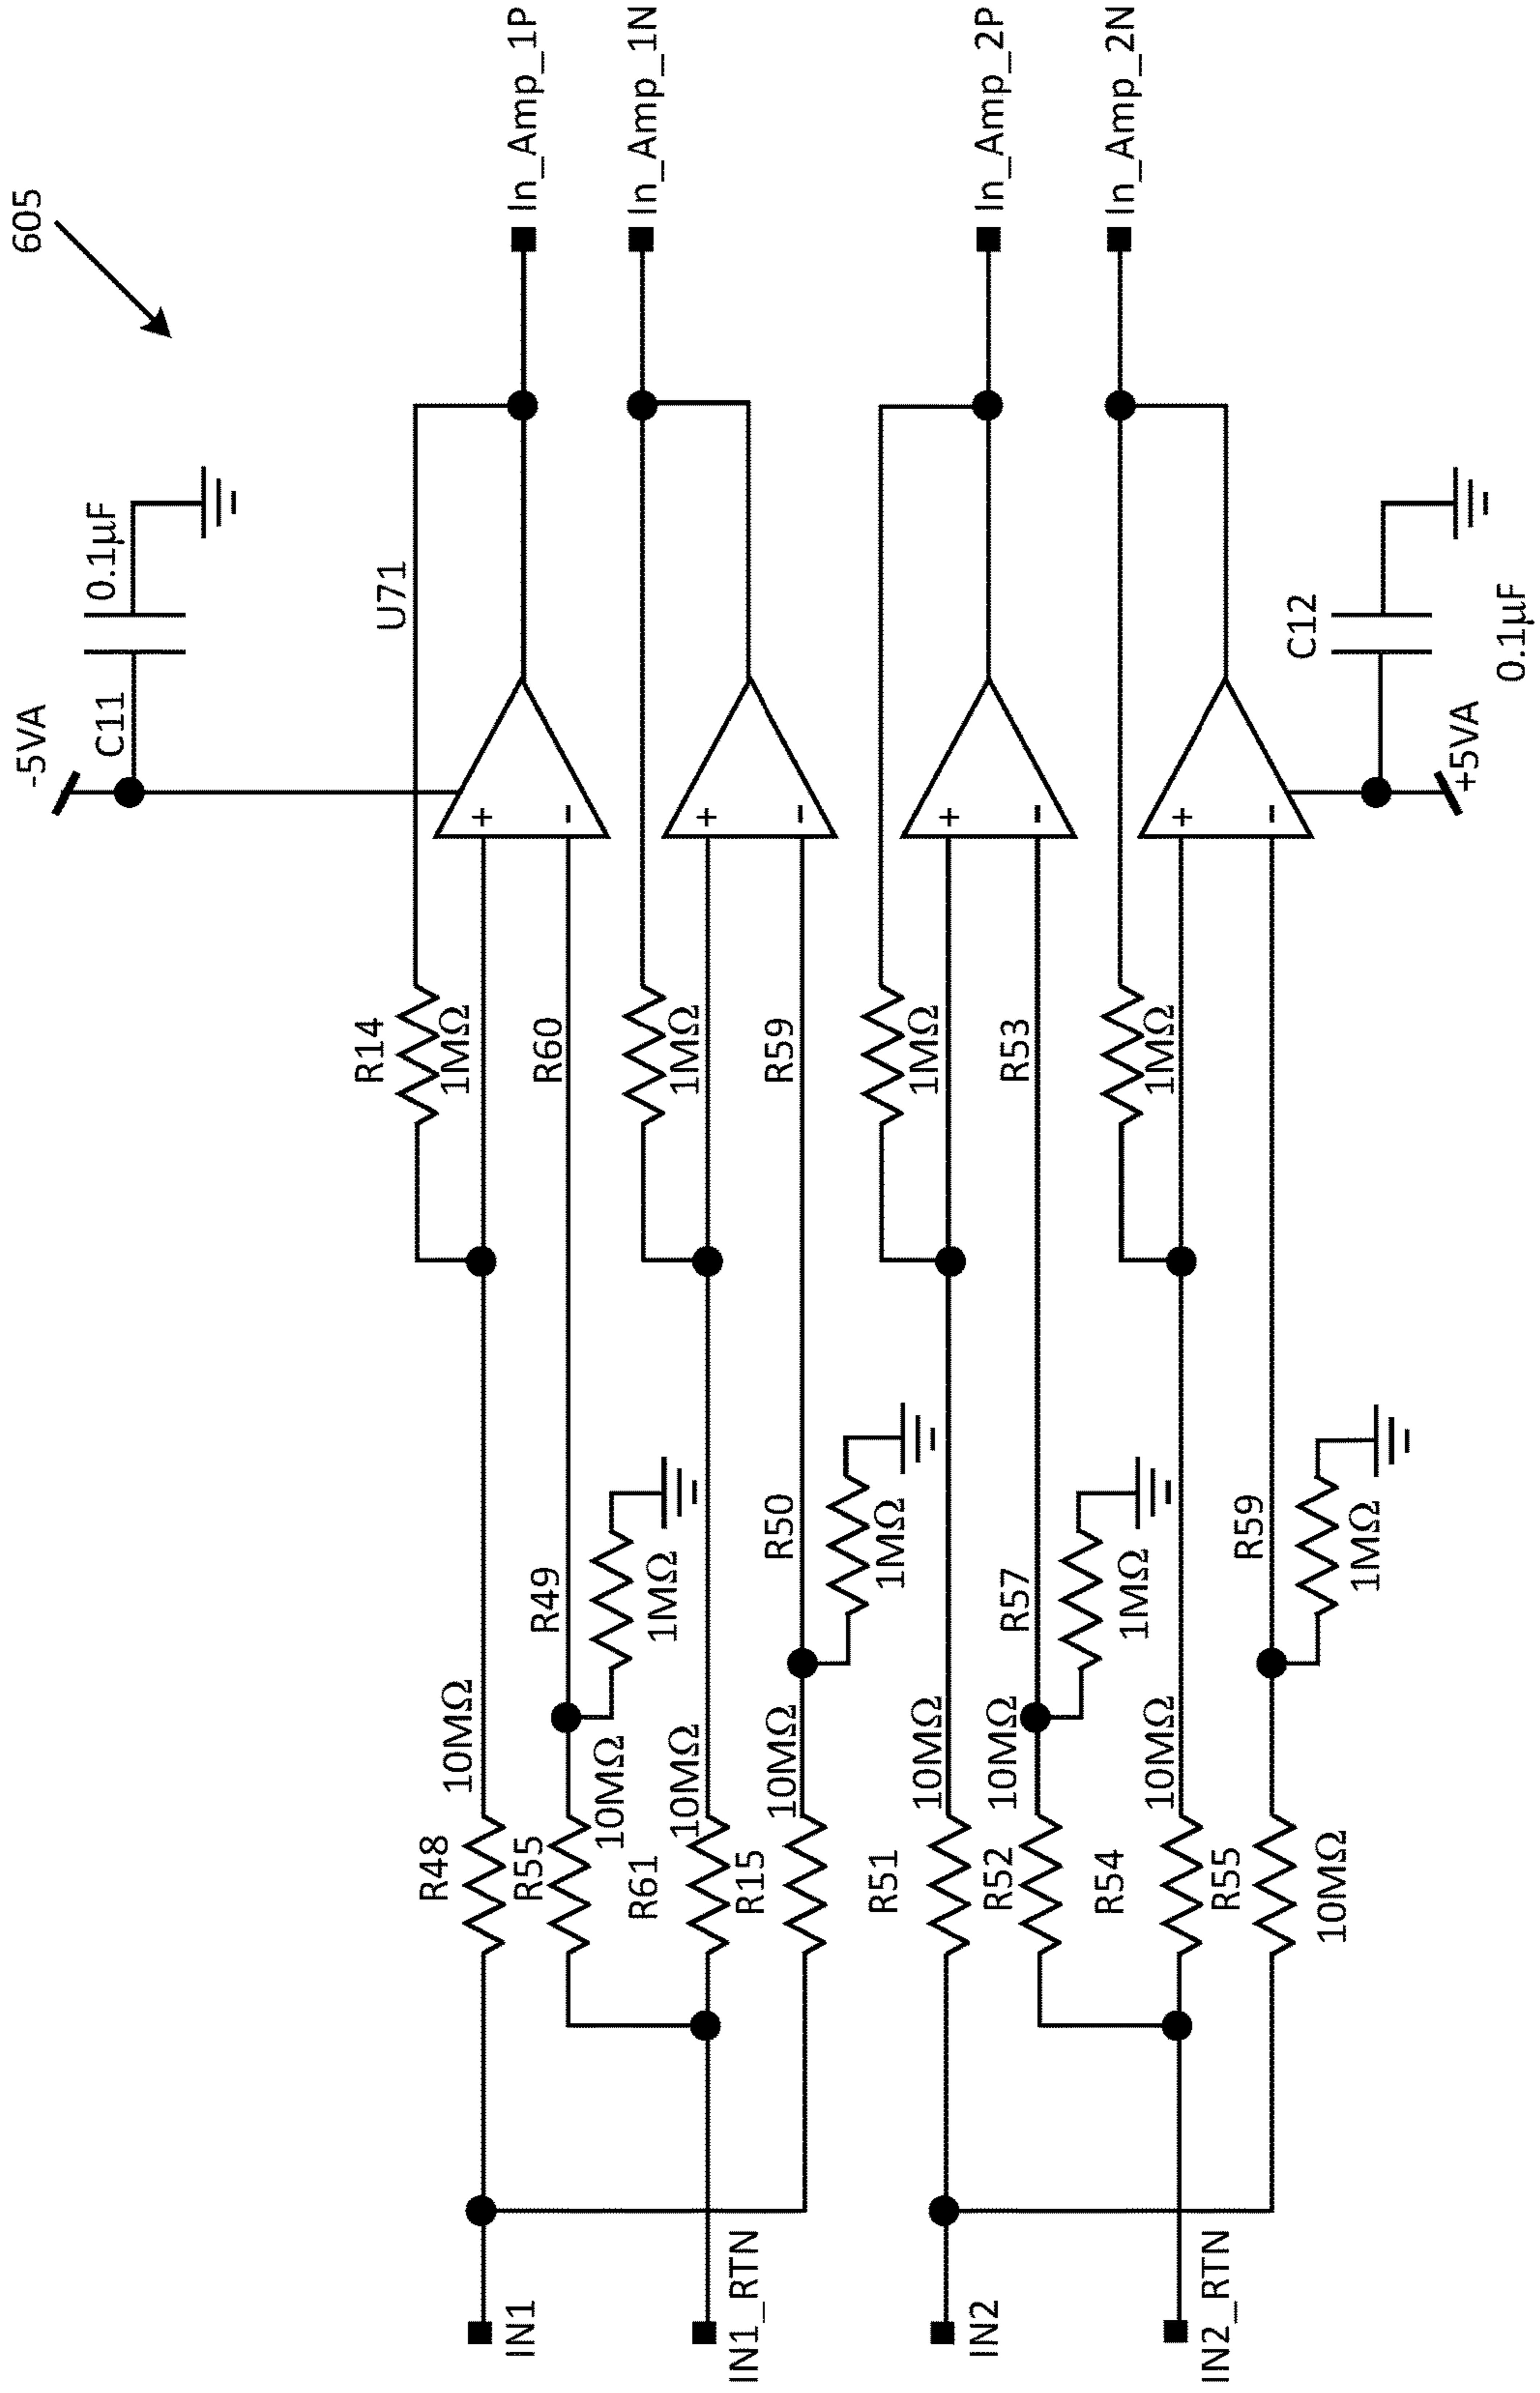 605
-5VA
C11
0.1µF
U71
In_Amp_1P
R14
1MΩ
R48
10MΩ
IN1
R60
R49
1MΩ
R55
10MΩ
In_Amp_1N
1MΩ
R61
10MΩ
IN1_RTN
R59
R50
1MΩ
R15
10MΩ
In_Amp_2P
1MΩ
R51
10MΩ
IN2
R53
R57
1MΩ
R52
10MΩ
In_Amp_2N
1MΩ
R54
10MΩ
IN2_RTN
R59
1MΩ
R55
10MΩ
C12
0.1µF
+5VA
+
-
+
-
+
-
+
-